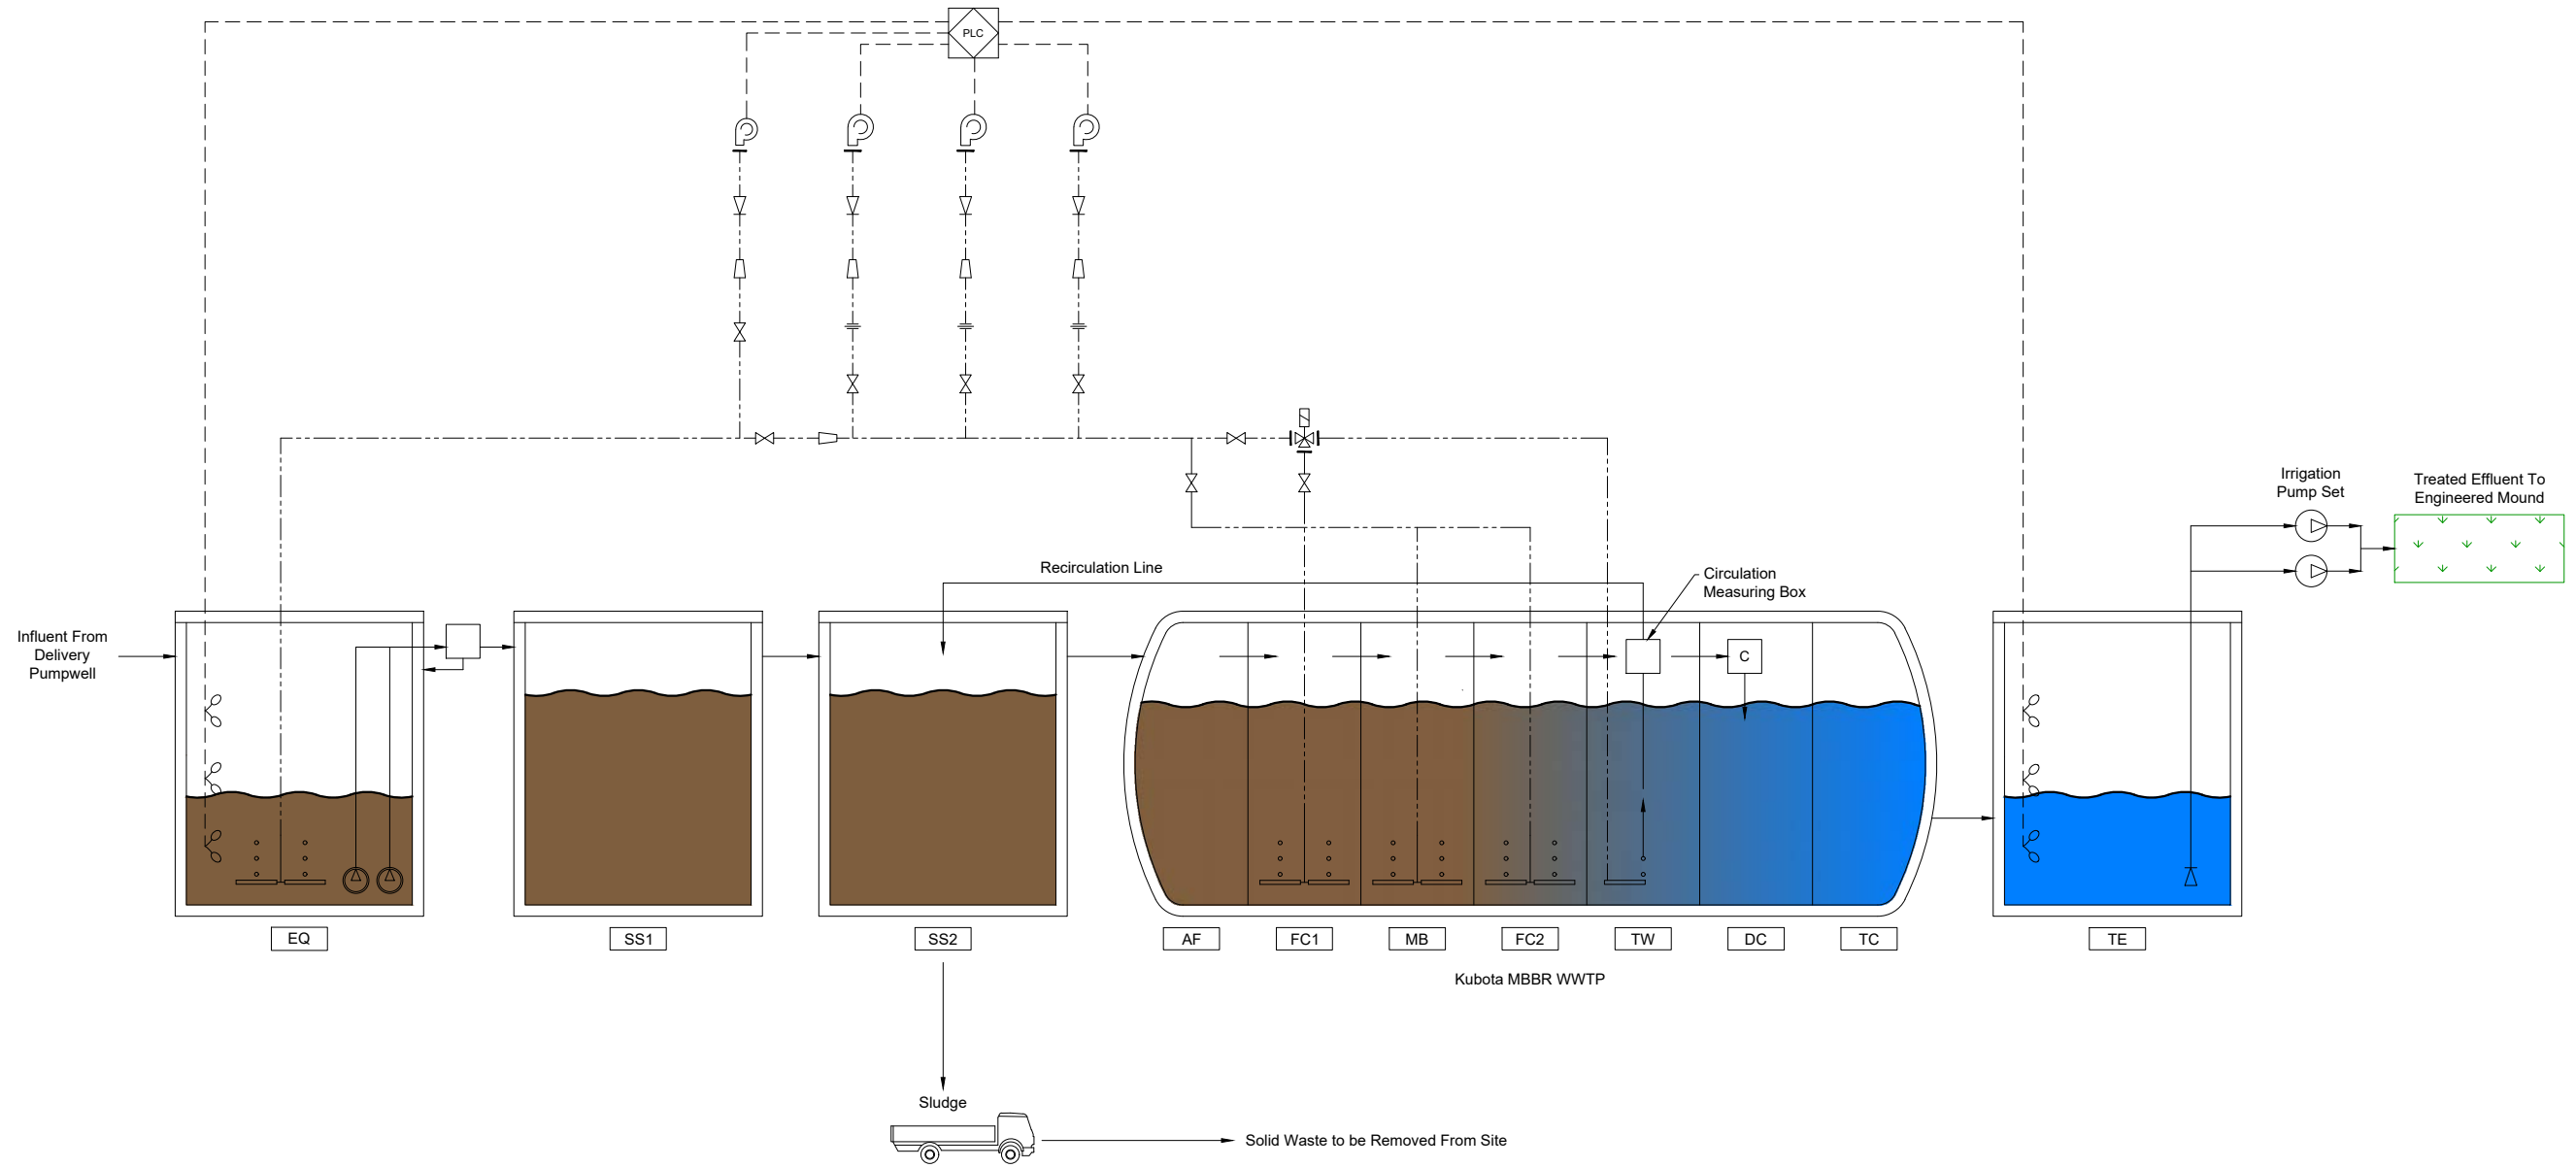 PLC
Irrigation
Pump Set
Treated Effluent To
Engineered Mound
Recirculation Line
Circulation
Measuring Box
Influent From
Delivery
Pumpwell
C
EQ
SS1
SS2
AF
FC1
MB
FC2
TW
DC
TC
TE
Kubota MBBR WWTP
Sludge
Solid Waste to be Removed From Site